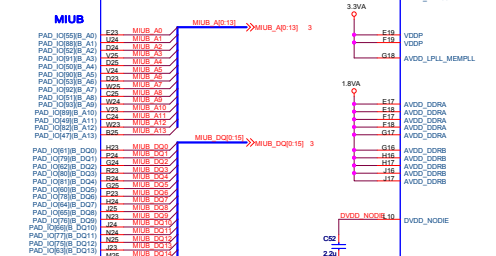 3.3VA
MIUB
MIUB_A[0:13]
MIUB_A[0:13] 3
PAD_IO[55](B_A0) E23 MIUB_A0
PAD_IO[88](B_A1) U24 MIUB_A1
PAD_IO[91](B_A3) V25 MIUB_A3
PAD_IO[50](B_A4) D25 MIUB_A4
PAD_IO[90](B_A5) V24 MIUB_A5
PAD_IO[52](B_A6) D23 MIUB_A6
PAD_IO[92](B_A7) W25 MIUB_A7
PAD_IO[51](B_A8) C25 MIUB_A8
PAD_IO[93](B_A9) W24 MIUB_A9
PAD_IO[89](B_A10) V23 MIUB_A10
PAD_IO[49](B_A11) C24 MIUB_A11
PAD_IO[82](B_A12) W23 MIUB_A12
PAD_IO[47](B_A13) B25 MIUB_A13
MIUB_DQ[0:15]
MIUB_DQ[0:15] 3
PAD_IO[61](B_DQ0) H23 MIUB_DQ0
PAD_IO[79](B_DQ1) P24 MIUB_DQ1
PAD_IO[62](B_DQ2) G24 MIUB_DQ2
PAD_IO[80](B_DQ3) R23 MIUB_DQ3
PAD_IO[81](B_DQ4) R24 MIUB_DQ4
PAD_IO[60](B_DQ5) G25 MIUB_DQ5
PAD_IO[78](B_DQ6) P23 MIUB_DQ6
PAD_IO[64](B_DQ7) H24 MIUB_DQ7
PAD_IO[65](B_DQ8) J25 MIUB_DQ8
PAD_IO[76](B_DQ9) N23 MIUB_DQ9
PAD_IO[66](B_DQ10) J24 MIUB_DQ10
PAD_IO[77](B_DQ11) N24 MIUB_DQ11
PAD_IO[75](B_DQ12) N25 MIUB_DQ12
PAD_IO[63](B_DQ13) J23 MIUB_DQ13
M25 MIUB_DQ14
E19 VDDP
F19 VDDP
G18 AVDD_LPLL_MEMPLL
1.8VA
E17 AVDD_DDRA
E18 AVDD_DDRA
F17 AVDD_DDRA
F18 AVDD_DDRA
G17 AVDD_DDRA
G16 AVDD_DDRB
H16 AVDD_DDRB
H17 AVDD_DDRB
J16 AVDD_DDRB
J17 AVDD_DDRB
DVDD_NODIE L10 DVDD_NODIE
C52
2.2u